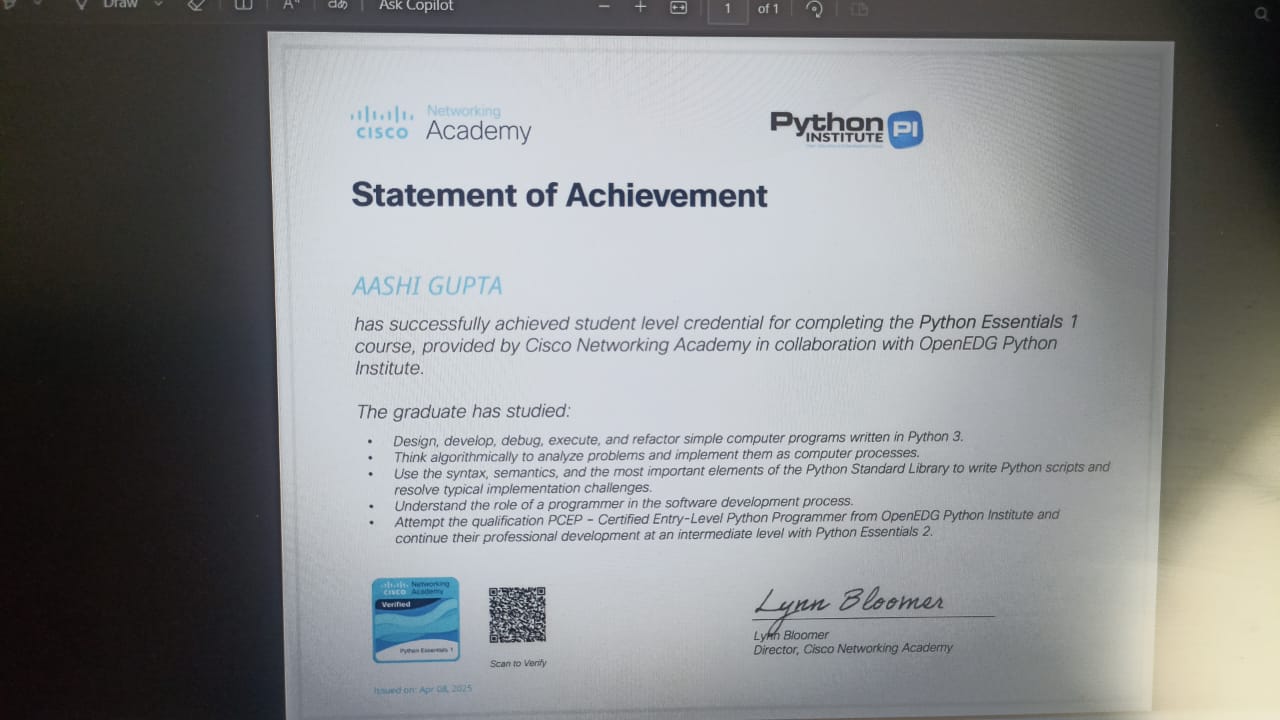 Draw
Ask Copilot
1
of 1
Networking
CISCO Academy
Python PI
INSTITUTE
Statement of Achievement
AASHI GUPTA
has successfully achieved student level credential for completing the Python Essentials 1
course, provided by Cisco Networking Academy in collaboration with OpenEDG Python
Institute.
The graduate has studied:
• Design, develop, debug, execute, and refactor simple computer programs written in Python 3.
• Think algorithmically to analyze problems and implement them as computer processes.
• Use the syntax, semantics, and the most important elements of the Python Standard Library to write Python scripts and
resolve typical implementation challenges.
• Understand the role of a programmer in the software development process.
• Attempt the qualification PCEP – Certified Entry-Level Python Programmer from OpenEDG Python Institute and
continue their professional development at an intermediate level with Python Essentials 2.
Networking
CISCO Academy
Verified
Python Essentials 1
Scan to Verify
Issued on: Apr 08, 2025
Lynn Bloomer
Lynn Bloomer
Director, Cisco Networking Academy